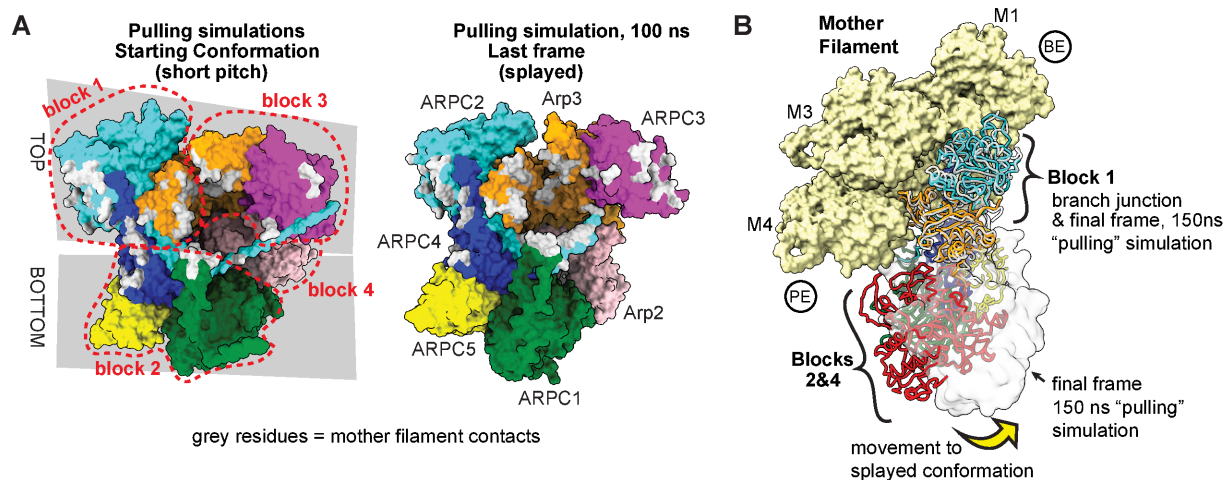 A
Pulling simulations
Starting Conformation
(short pitch)
block 1
block 3
TOP
BOTTOM
block 2
block 4
Pulling simulation, 100 ns
Last frame
(splayed)
ARPC2
Arp3
ARPC3
ARPC4
ARPC5
Arp2
ARPC1
grey residues = mother filament contacts
B
Mother
Filament
M1
BE
M3
M4
PE
Block 1
branch junction
& final frame, 150ns
“pulling” simulation
Blocks
2&4
final frame
150 ns “pulling”
simulation
movement to
splayed conformation